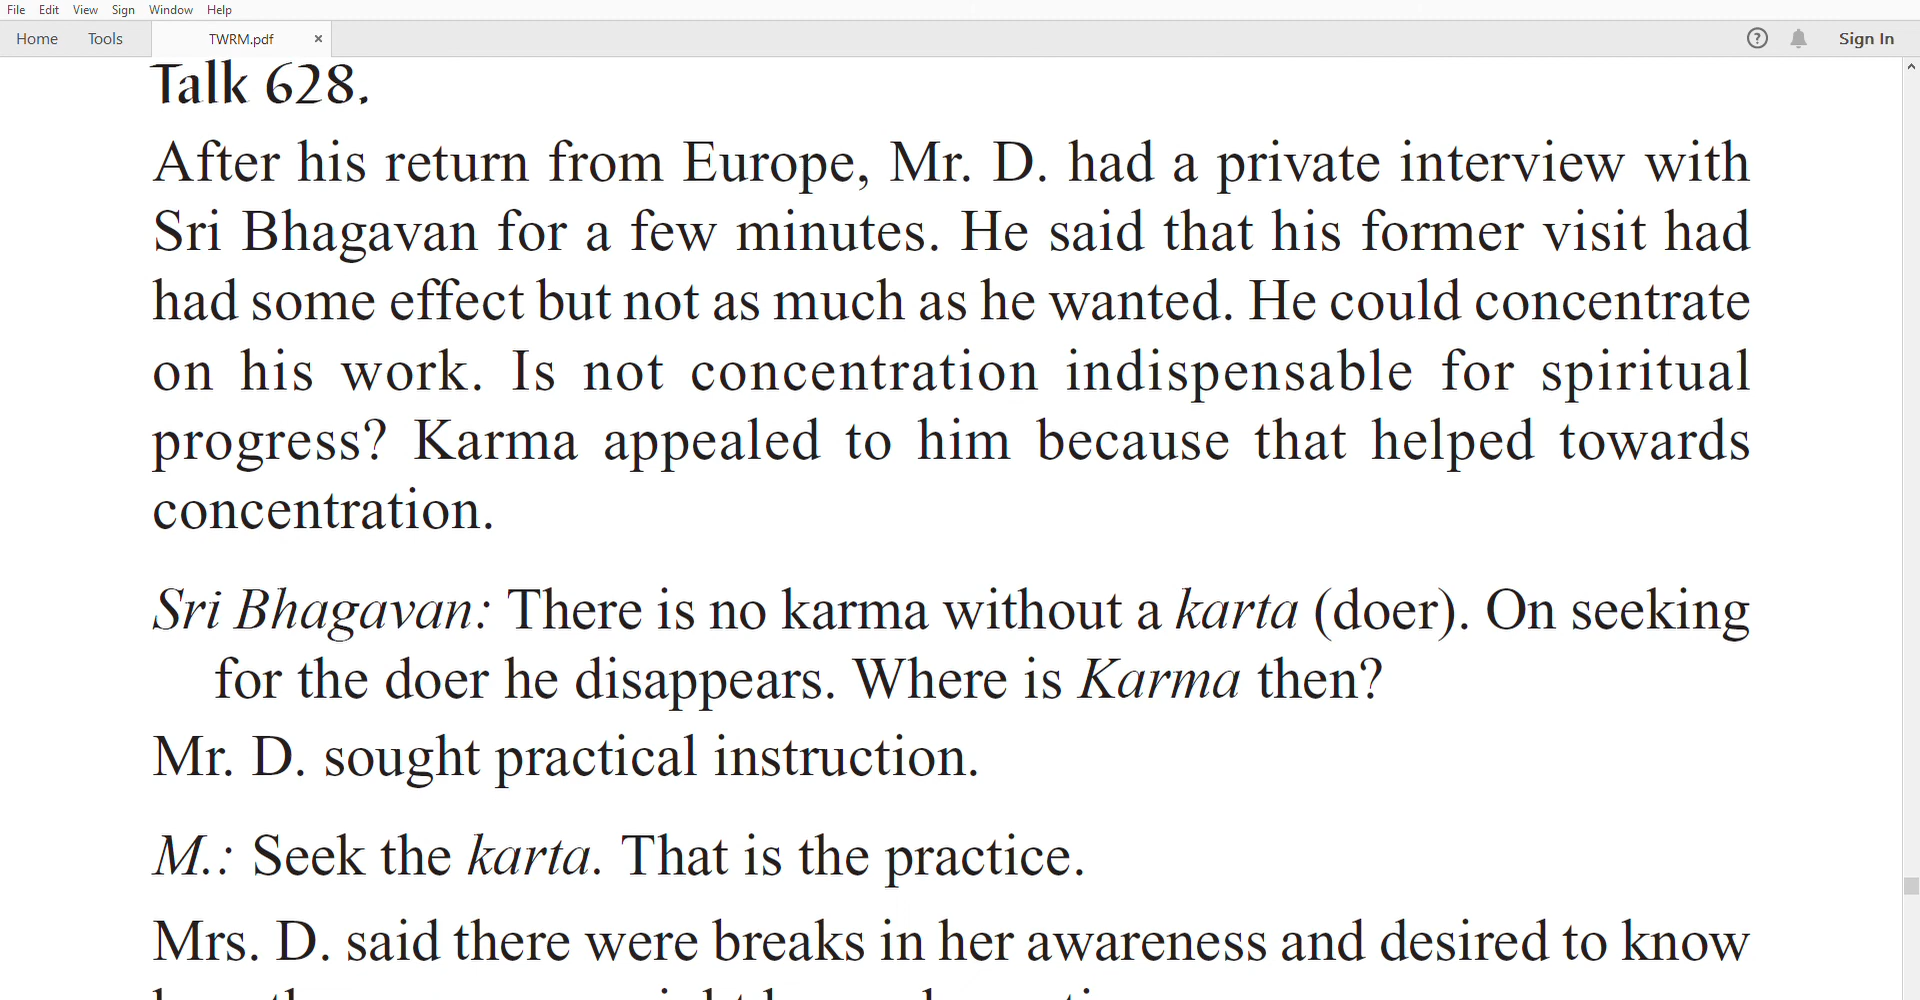 File Edit View Sign Window Help
Home Tools TWRM.pdf × ? Sign In
Talk 628.
After his return from Europe, Mr. D. had a private interview with
Sri Bhagavan for a few minutes. He said that his former visit had
had some effect but not as much as he wanted. He could concentrate
on his work. Is not concentration indispensable for spiritual
progress? Karma appealed to him because that helped towards
concentration.
Sri Bhagavan: There is no karma without a karta (doer). On seeking
for the doer he disappears. Where is Karma then?
Mr. D. sought practical instruction.
M.: Seek the karta. That is the practice.
Mrs. D. said there were breaks in her awareness and desired to know